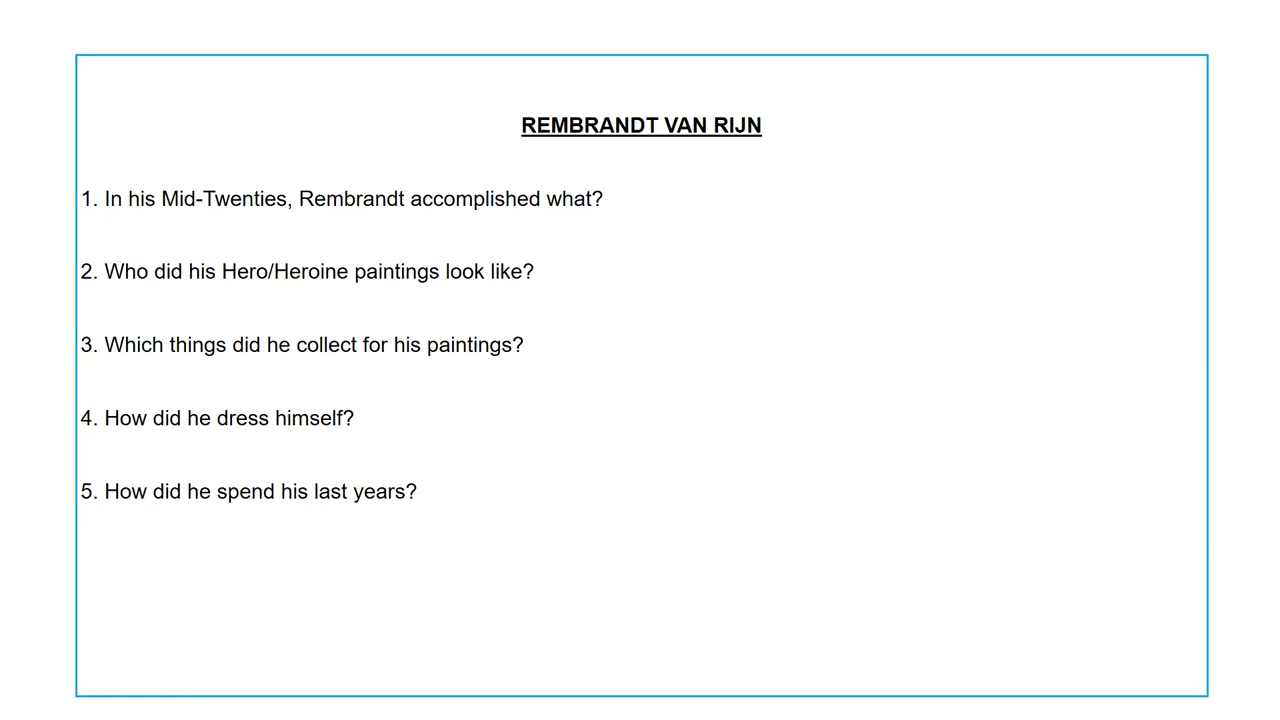 REMBRANDT VAN RIJN
1. In his Mid-Twenties, Rembrandt accomplished what?
2. Who did his Hero/Heroine paintings look like?
3. Which things did he collect for his paintings?
4. How did he dress himself?
5. How did he spend his last years?